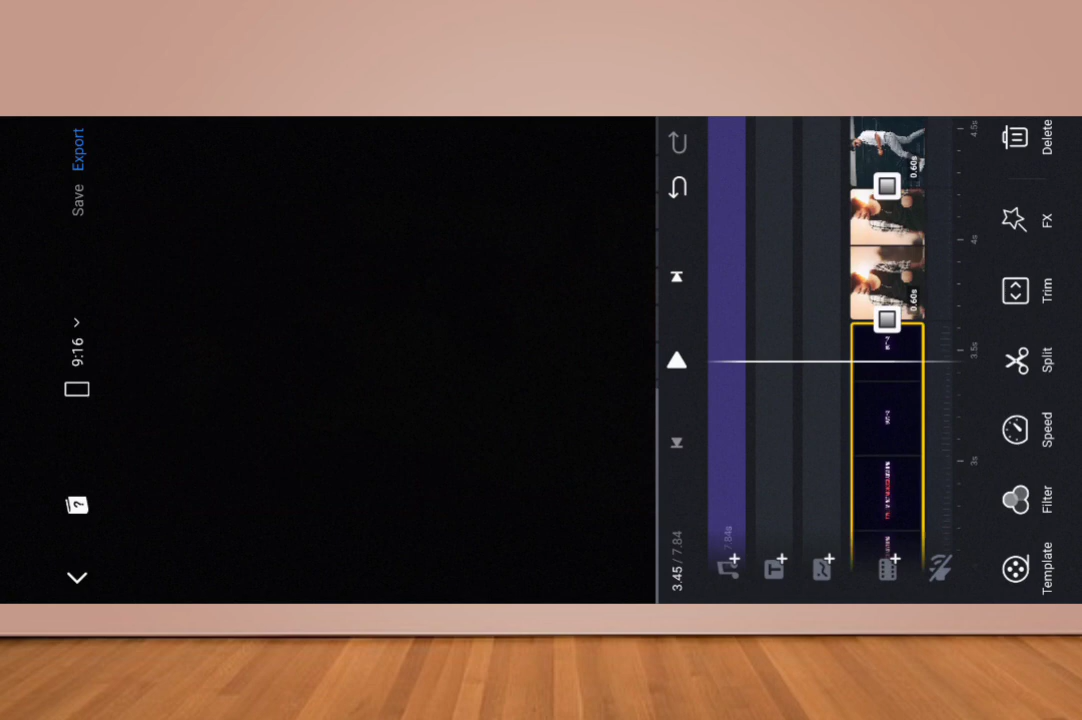 ? 9:16 Save Export
3.45 / 7.84
7.84s
T
0.60s 0.60s
3s 3.5s 4s 4.5s
Template Filter Speed Split Trim FX Delete